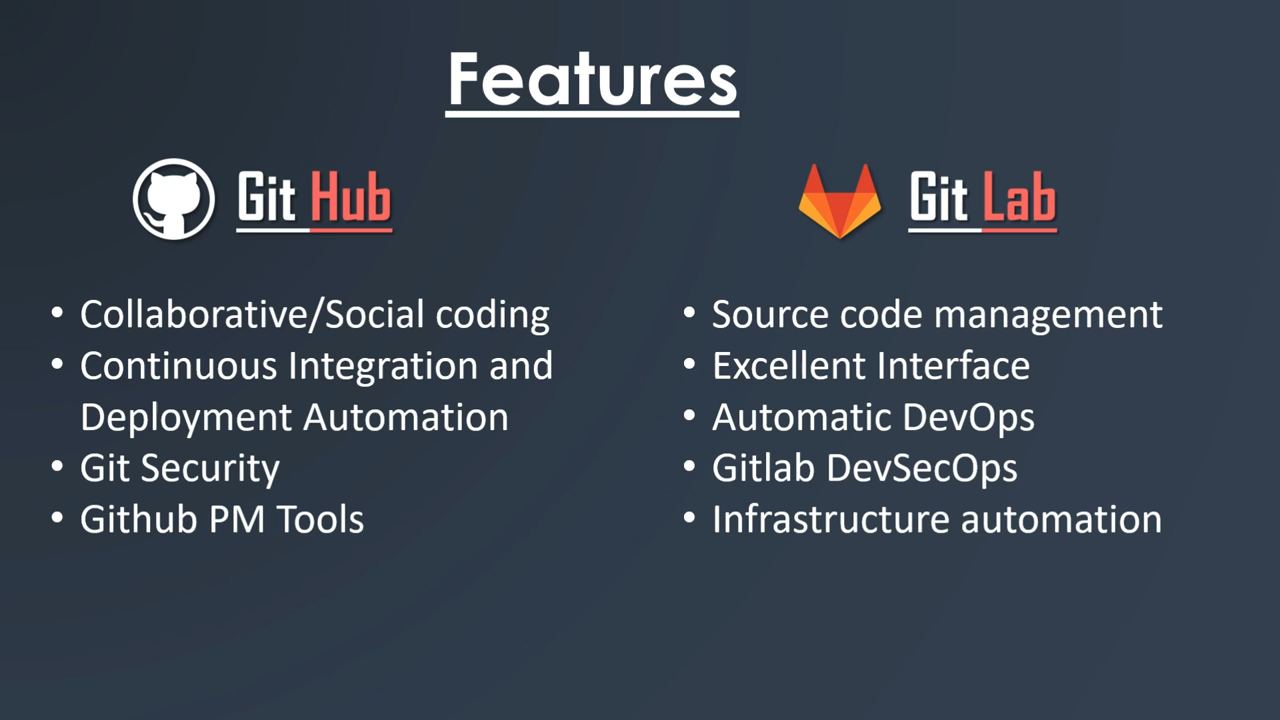 Features
Git Hub
• Collaborative/Social coding
• Continuous Integration and
Deployment Automation
• Git Security
• Github PM Tools
Git Lab
• Source code management
• Excellent Interface
• Automatic DevOps
• Gitlab DevSecOps
• Infrastructure automation